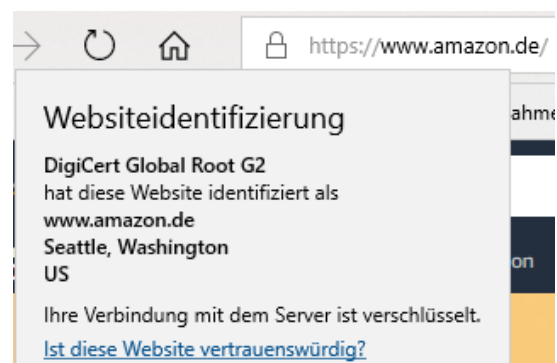 https://www.amazon.de/
Websiteidentifizierung
DigiCert Global Root G2
hat diese Website identifiziert als
www.amazon.de
Seattle, Washington
US
Ihre Verbindung mit dem Server ist verschlüsselt.
Ist diese Website vertrauenswürdig?